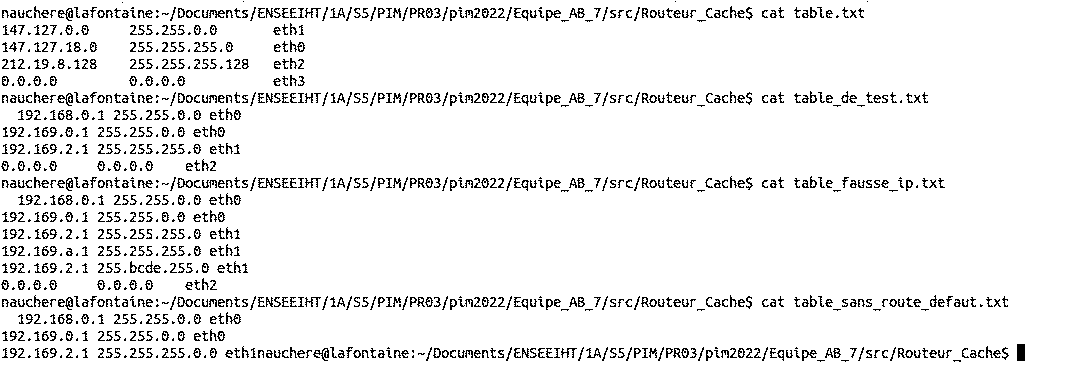 nauchere@lafontaine:~/Documents/ENSEEIHT/1A/S5/PIM/PR03/pim2022/Equipe_AB_7/src/Routeur_Cache$ cat table.txt
147.127.0.0     255.255.0.0       eth1
147.127.18.0    255.255.255.0     eth0
212.19.8.128    255.255.255.128   eth2
0.0.0.0         0.0.0.0           eth3
nauchere@lafontaine:~/Documents/ENSEEIHT/1A/S5/PIM/PR03/pim2022/Equipe_AB_7/src/Routeur_Cache$ cat table_de_test.txt
  192.168.0.1 255.255.0.0 eth0
192.169.0.1 255.255.0.0 eth0
192.169.2.1 255.255.255.0 eth1
0.0.0.0     0.0.0.0    eth2
nauchere@lafontaine:~/Documents/ENSEEIHT/1A/S5/PIM/PR03/pim2022/Equipe_AB_7/src/Routeur_Cache$ cat table_fausse_ip.txt
  192.168.0.1 255.255.0.0 eth0
192.169.0.1 255.255.0.0 eth0
192.169.2.1 255.255.255.0 eth1
192.169.a.1 255.255.255.0 eth1
192.169.2.1 255.bcde.255.0 eth1
0.0.0.0     0.0.0.0    eth2
nauchere@lafontaine:~/Documents/ENSEEIHT/1A/S5/PIM/PR03/pim2022/Equipe_AB_7/src/Routeur_Cache$ cat table_sans_route_defaut.txt
  192.168.0.1 255.255.0.0 eth0
192.169.0.1 255.255.0.0 eth0
192.169.2.1 255.255.255.0 eth1nauchere@lafontaine:~/Documents/ENSEEIHT/1A/S5/PIM/PR03/pim2022/Equipe_AB_7/src/Routeur_Cache$